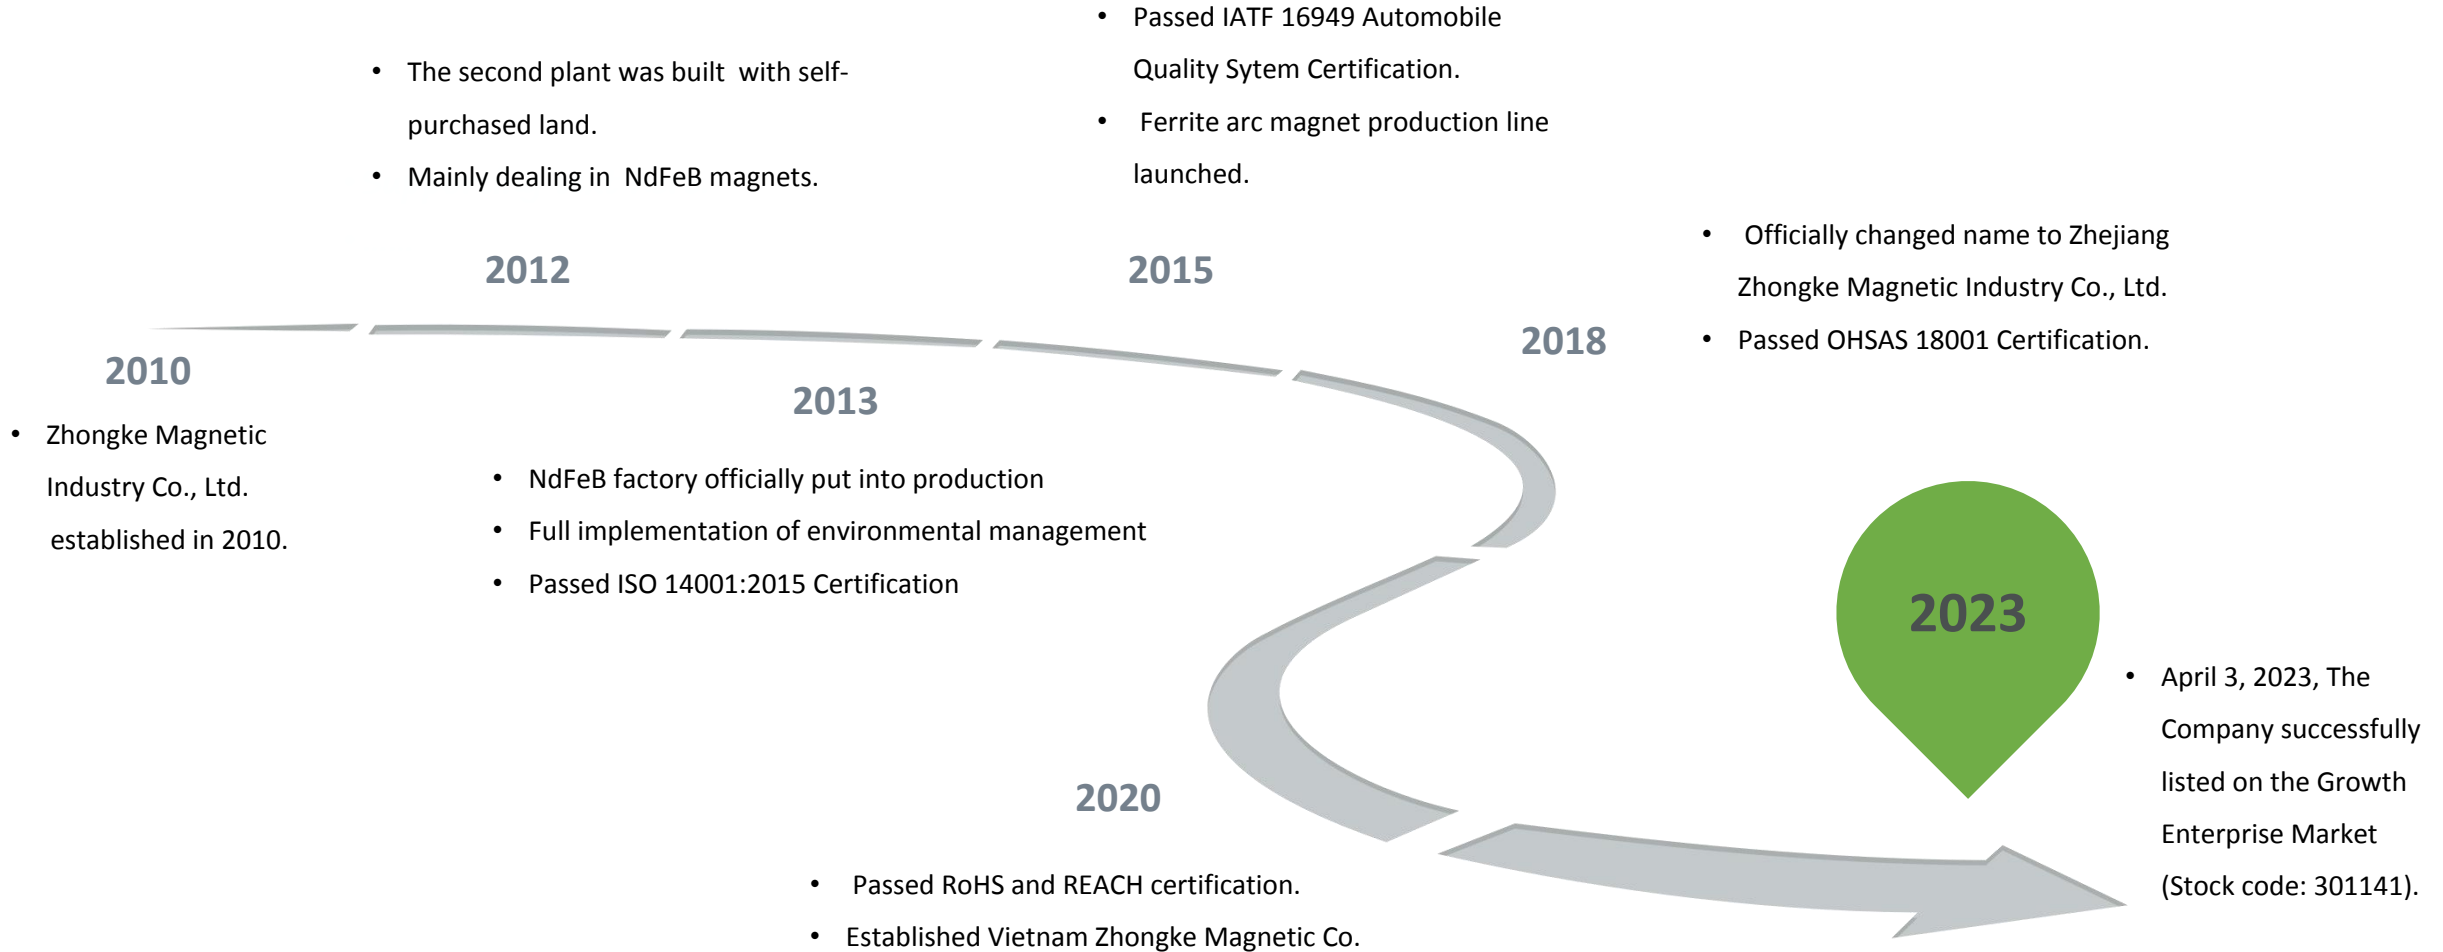 2010
• Zhongke Magnetic
Industry Co., Ltd.
established in 2010.
• The second plant was built with self-
purchased land.
• Mainly dealing in NdFeB magnets.
2012
2013
• NdFeB factory officially put into production
• Full implementation of environmental management
• Passed ISO 14001:2015 Certification
• Passed IATF 16949 Automobile
Quality Sytem Certification.
• Ferrite arc magnet production line
launched.
2015
2018
• Officially changed name to Zhejiang
Zhongke Magnetic Industry Co., Ltd.
• Passed OHSAS 18001 Certification.
2020
• Passed RoHS and REACH certification.
• Established Vietnam Zhongke Magnetic Co.
2023
• April 3, 2023, The
Company successfully
listed on the Growth
Enterprise Market
(Stock code: 301141).